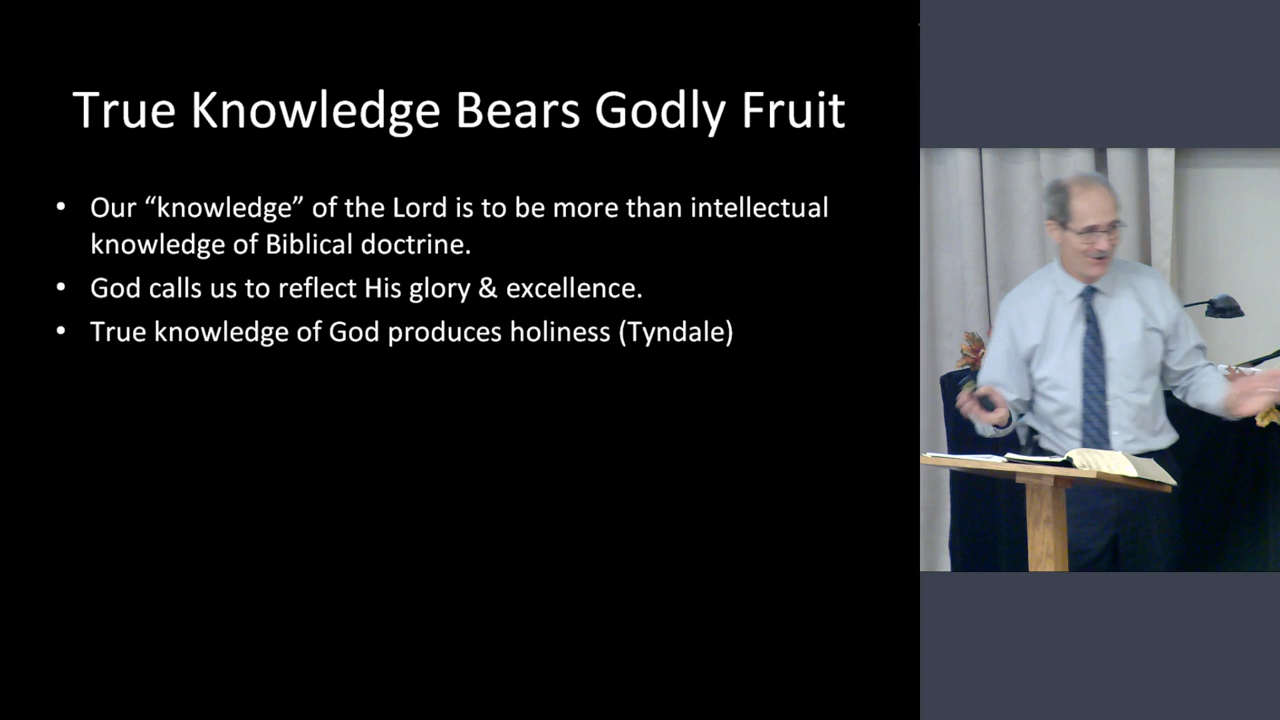 True Knowledge Bears Godly Fruit
• Our “knowledge” of the Lord is to be more than intellectual
knowledge of Biblical doctrine.
• God calls us to reflect His glory & excellence.
• True knowledge of God produces holiness (Tyndale)